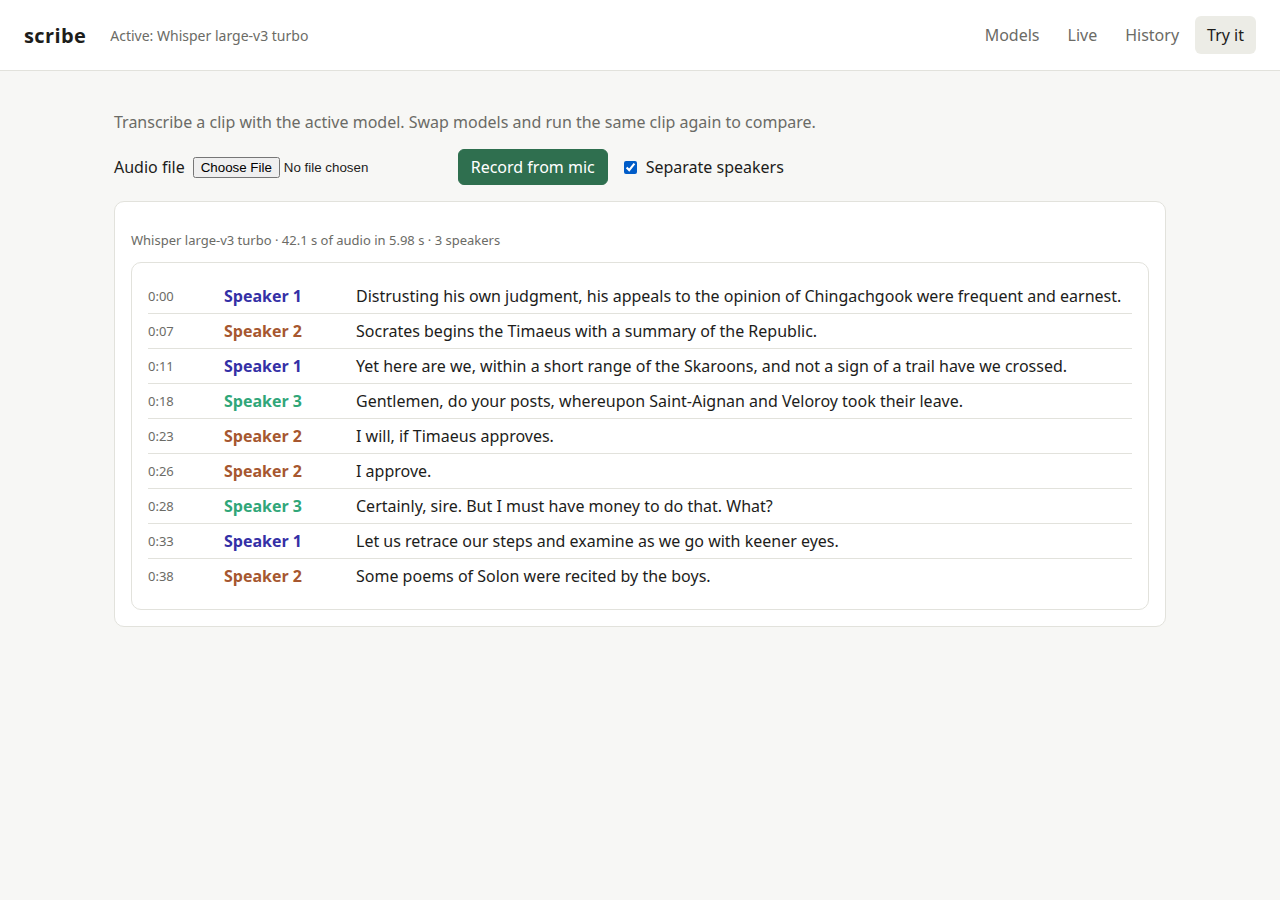 scribe Active: Whisper large-v3 turbo Models Live History Try it
Transcribe a clip with the active model. Swap models and run the same clip again to compare.
Audio file Choose File No file chosen Record from mic Separate speakers
Whisper large-v3 turbo · 42.1 s of audio in 5.98 s · 3 speakers
0:00 Speaker 1 Distrusting his own judgment, his appeals to the opinion of Chingachgook were frequent and earnest.
0:07 Speaker 2 Socrates begins the Timaeus with a summary of the Republic.
0:11 Speaker 1 Yet here are we, within a short range of the Skaroons, and not a sign of a trail have we crossed.
0:18 Speaker 3 Gentlemen, do your posts, whereupon Saint-Aignan and Veloroy took their leave.
0:23 Speaker 2 I will, if Timaeus approves.
0:26 Speaker 2 I approve.
0:28 Speaker 3 Certainly, sire. But I must have money to do that. What?
0:33 Speaker 1 Let us retrace our steps and examine as we go with keener eyes.
0:38 Speaker 2 Some poems of Solon were recited by the boys.